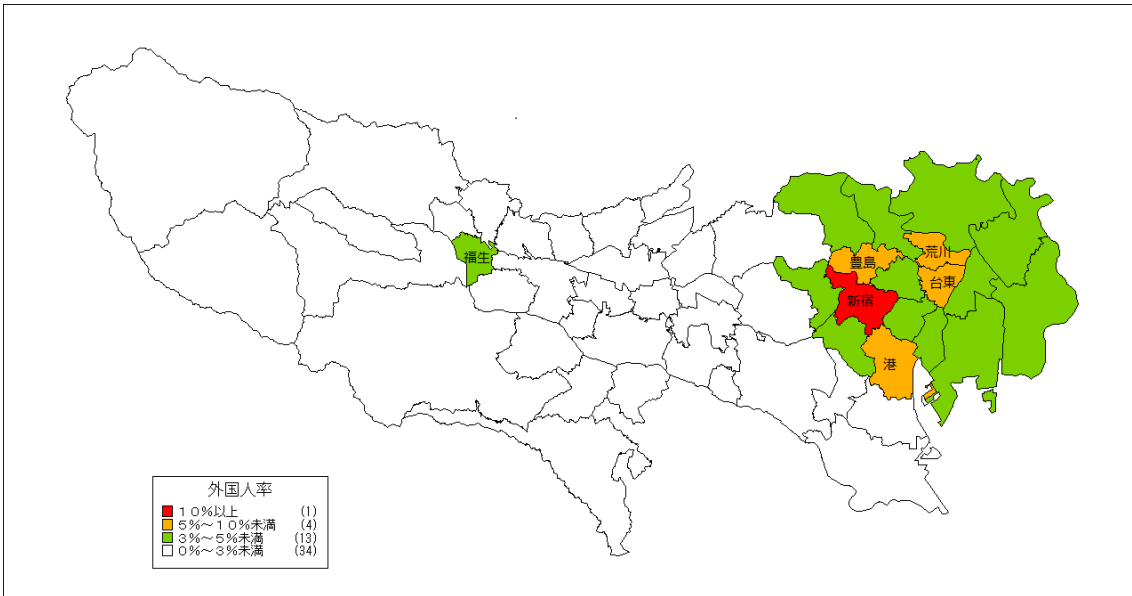 福生
豊島
荒川
台東
新宿
港
外国人率
１０％以上 (1)
５％～１０％未満 (4)
３％～５％未満 (13)
０％～３％未満 (34)